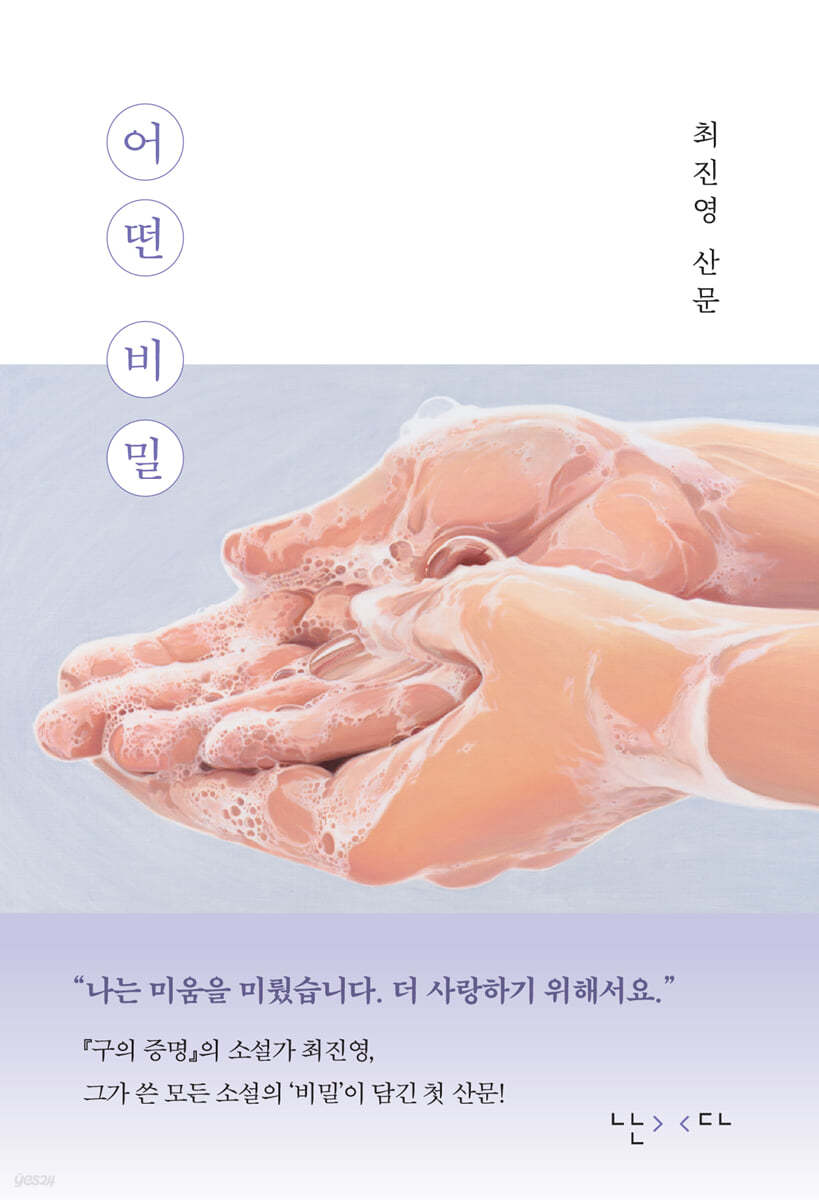 어떤 비밀
최진영 산문
“나는 미움을 미뤘습니다. 더 사랑하기 위해서요.”
『구의 증명』의 소설가 최진영,
그가 쓴 모든 소설의 ‘비밀’이 담긴 첫 산문!
yes24